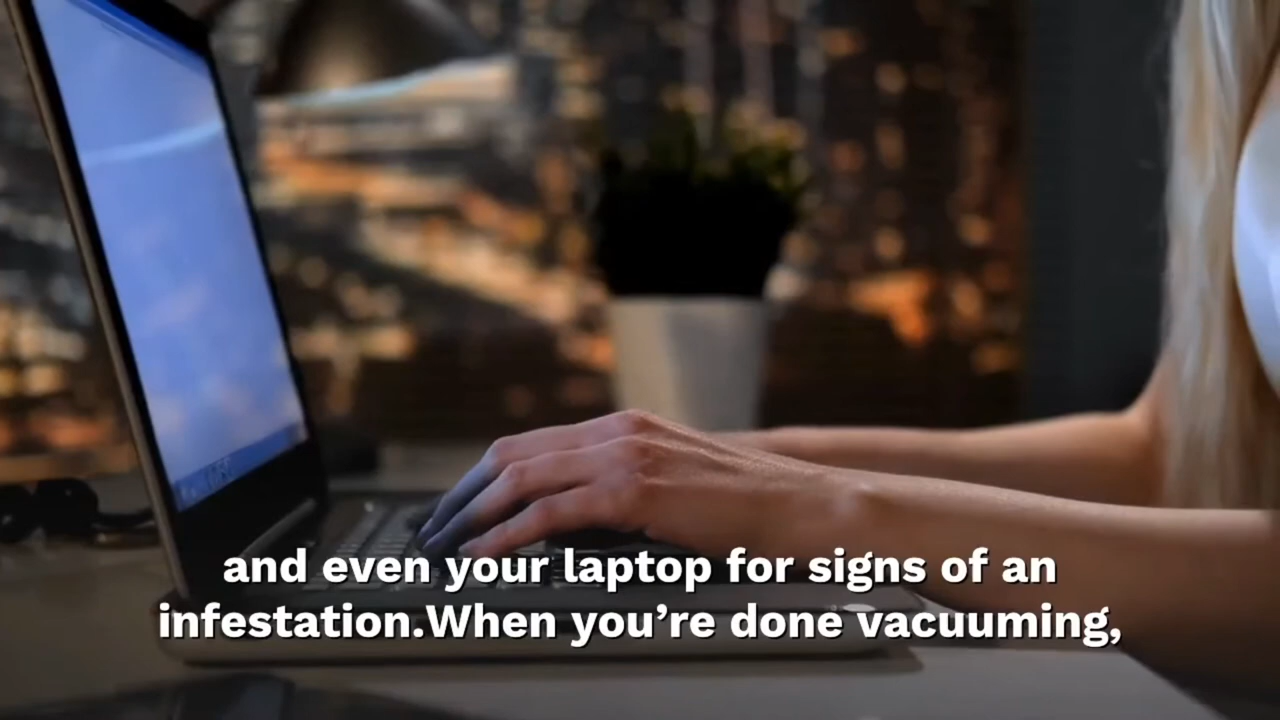 and even your laptop for signs of an
infestation.When you’re done vacuuming,